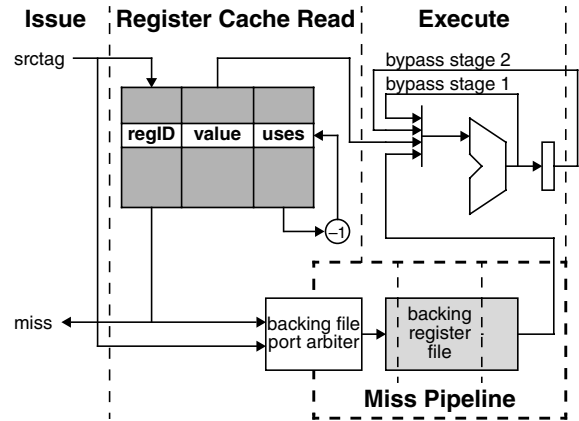 Issue
Register Cache Read
Execute
srctag
bypass stage 2
bypass stage 1
regID
value
uses
–1
miss
backing file
port arbiter
backing
register
file
Miss Pipeline